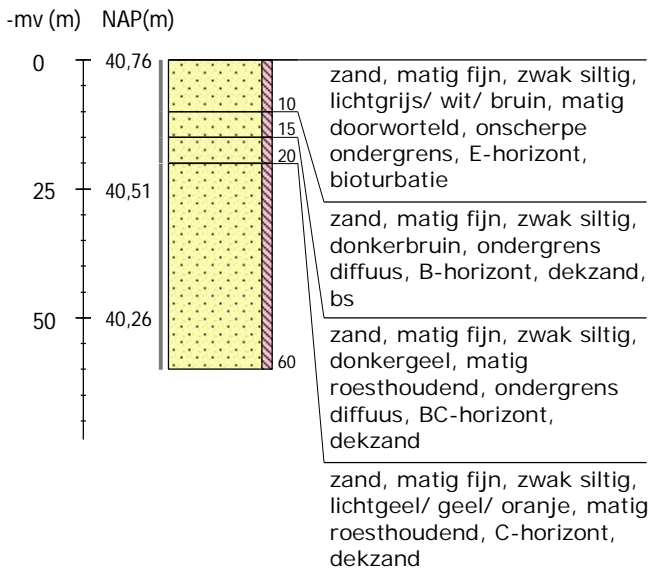 -mv (m) NAP(m)
0 40,76
10
15
20
25 40,51
50 40,26
60
zand, matig fijn, zwak siltig,
lichtgrijs/ wit/ bruin, matig
doorworteld, onscherpe
ondergrens, E-horizont,
bioturbatie
zand, matig fijn, zwak siltig,
donkerbruin, ondergrens
diffuus, B-horizont, dekzand,
bs
zand, matig fijn, zwak siltig,
donkergeel, matig
roesthoudend, ondergrens
diffuus, BC-horizont,
dekzand
zand, matig fijn, zwak siltig,
lichtgeel/ geel/ oranje, matig
roesthoudend, C-horizont,
dekzand